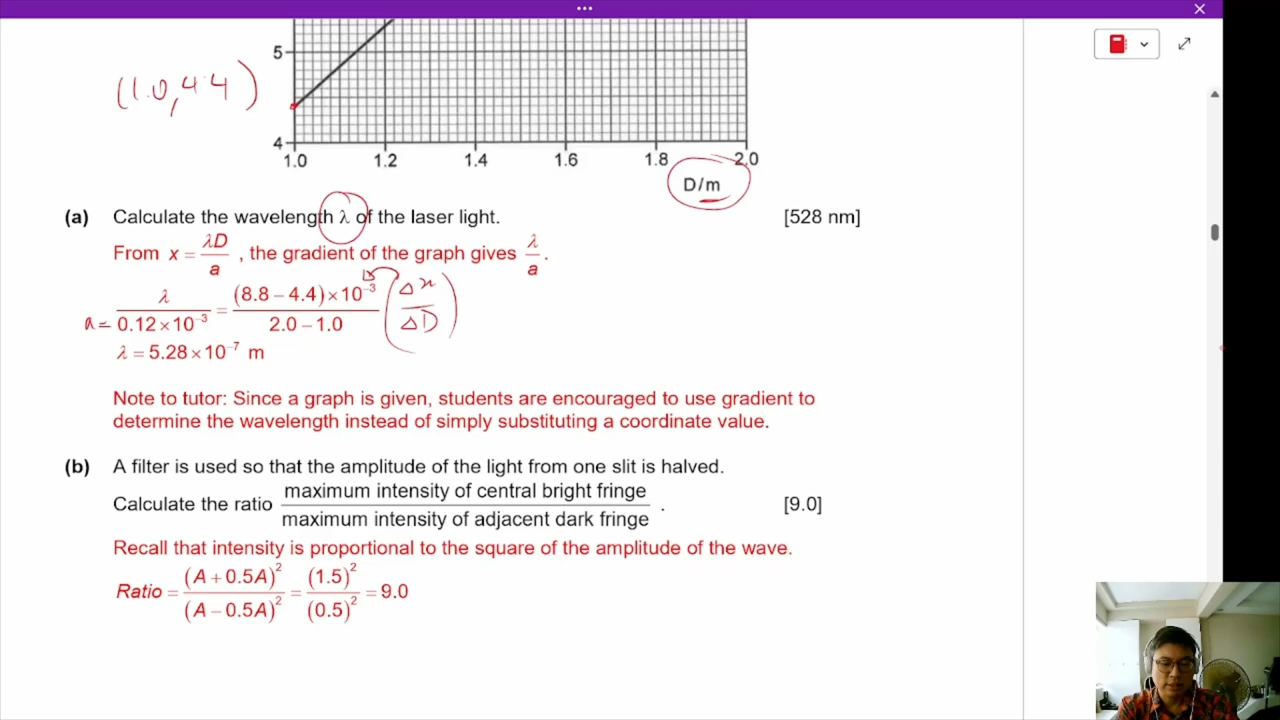 5
(1.0, 4.4)
4
1.0 1.2 1.4 1.6 1.8 2.0
D/m
(a) Calculate the wavelength λ of the laser light. [528 nm]
From x = λD/a , the gradient of the graph gives λ/a .
a = λ/(0.12×10⁻³) = (8.8 − 4.4)×10⁻³/(2.0 − 1.0) (Δx/ΔD)
λ = 5.28×10⁻⁷ m
Note to tutor: Since a graph is given, students are encouraged to use gradient to
determine the wavelength instead of simply substituting a coordinate value.
(b) A filter is used so that the amplitude of the light from one slit is halved.
Calculate the ratio maximum intensity of central bright fringe/maximum intensity of adjacent dark fringe . [9.0]
Recall that intensity is proportional to the square of the amplitude of the wave.
Ratio = (A + 0.5A)²/(A − 0.5A)² = (1.5)²/(0.5)² = 9.0